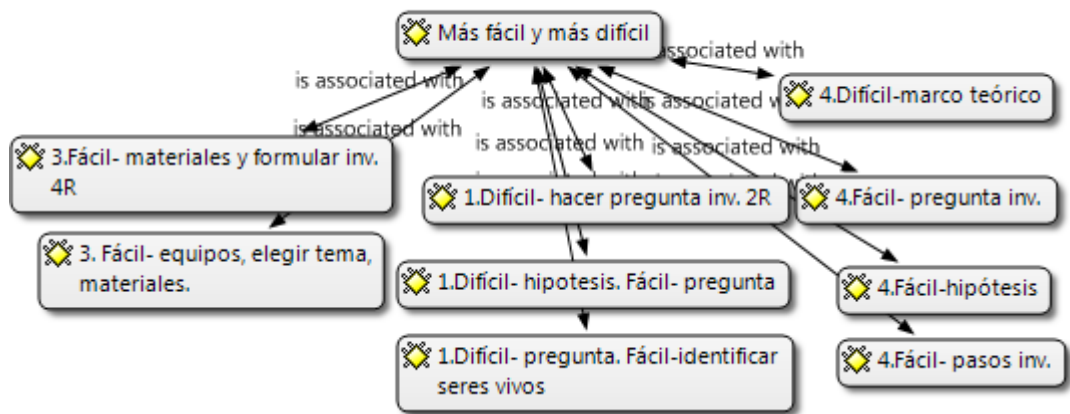 Más fácil y más difícil
is associated with
is associated with
is associated with
is associated with
associated with
is associated with
is associated with
4.Difícil-marco teórico
3.Fácil- materiales y formular inv.
4R
1.Difícil- hacer pregunta inv. 2R
4.Fácil- pregunta inv.
3. Fácil- equipos, elegir tema,
materiales.
1.Difícil- hipotesis. Fácil- pregunta
4.Fácil-hipótesis
1.Difícil- pregunta. Fácil-identificar
seres vivos
4.Fácil- pasos inv.